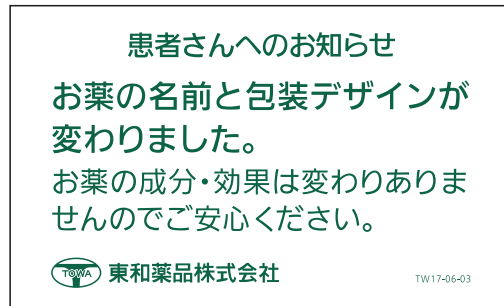 患者さんへのお知らせ
お薬の名前と包装デザインが
変わりました。
お薬の成分・効果は変わりありま
せんのでご安心ください。
TOWA 東和薬品株式会社
TW17-06-03